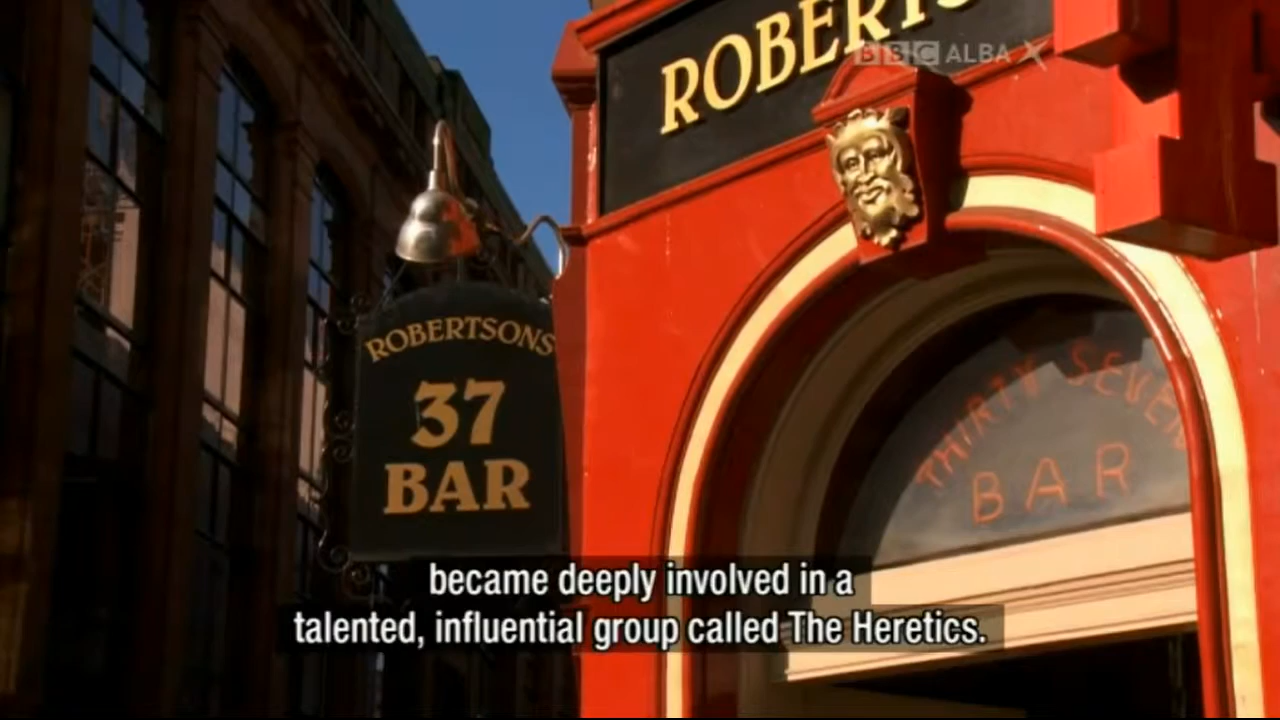 ROBERTS
BBC ALBA
ROBERTSONS
37
BAR
THIRTY SEVEN
BAR
became deeply involved in a
talented, influential group called The Heretics.